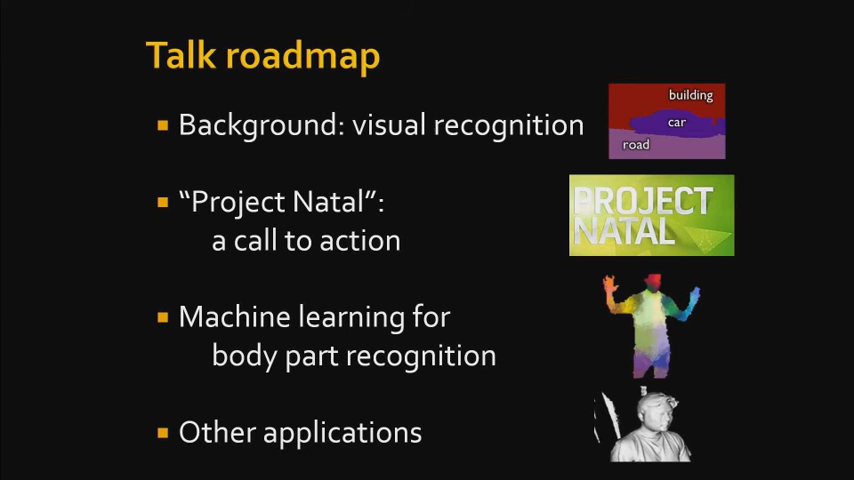 Talk roadmap
Background: visual recognition
building
car
road
“Project Natal”:
a call to action
PROJECT
NATAL
Machine learning for
body part recognition
Other applications